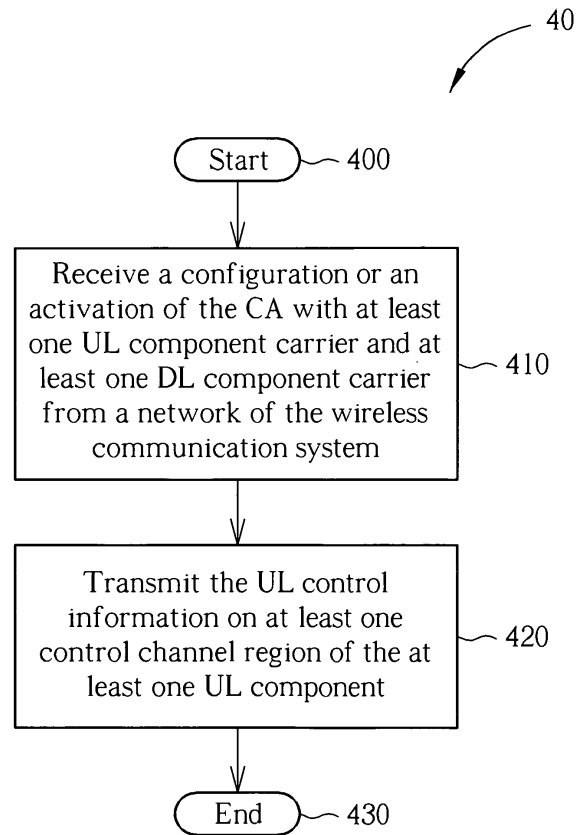 40
Start
400
Receive a configuration or an
activation of the CA with at least
one UL component carrier and at
least one DL component carrier
from a network of the wireless
communication system
410
Transmit the UL control
information on at least one
control channel region of the at
least one UL component
420
End
430